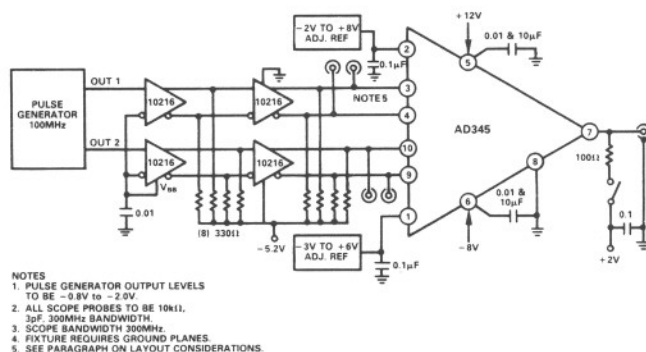 -2V TO +8V
ADJ. REF
+12V
0.01 & 10μF
0.1μF
2
5
PULSE
GENERATOR
100MHz
OUT 1
OUT 2
10216
10216
10216
10216
NOTE 5
3
4
10
9
1
AD345
7
8
6
100Ω
0.01 &
10μF
0.1
+2V
-8V
VBB
0.01
(8) 330Ω
-5.2V
-3V TO +6V
ADJ. REF
0.1μF
NOTES
1. PULSE GENERATOR OUTPUT LEVELS
TO BE -0.8V to -2.0V.
2. ALL SCOPE PROBES TO BE 10kΩ,
3pF. 300MHz BANDWIDTH.
3. SCOPE BANDWIDTH 300MHz.
4. FIXTURE REQUIRES GROUND PLANES.
5. SEE PARAGRAPH ON LAYOUT CONSIDERATIONS.